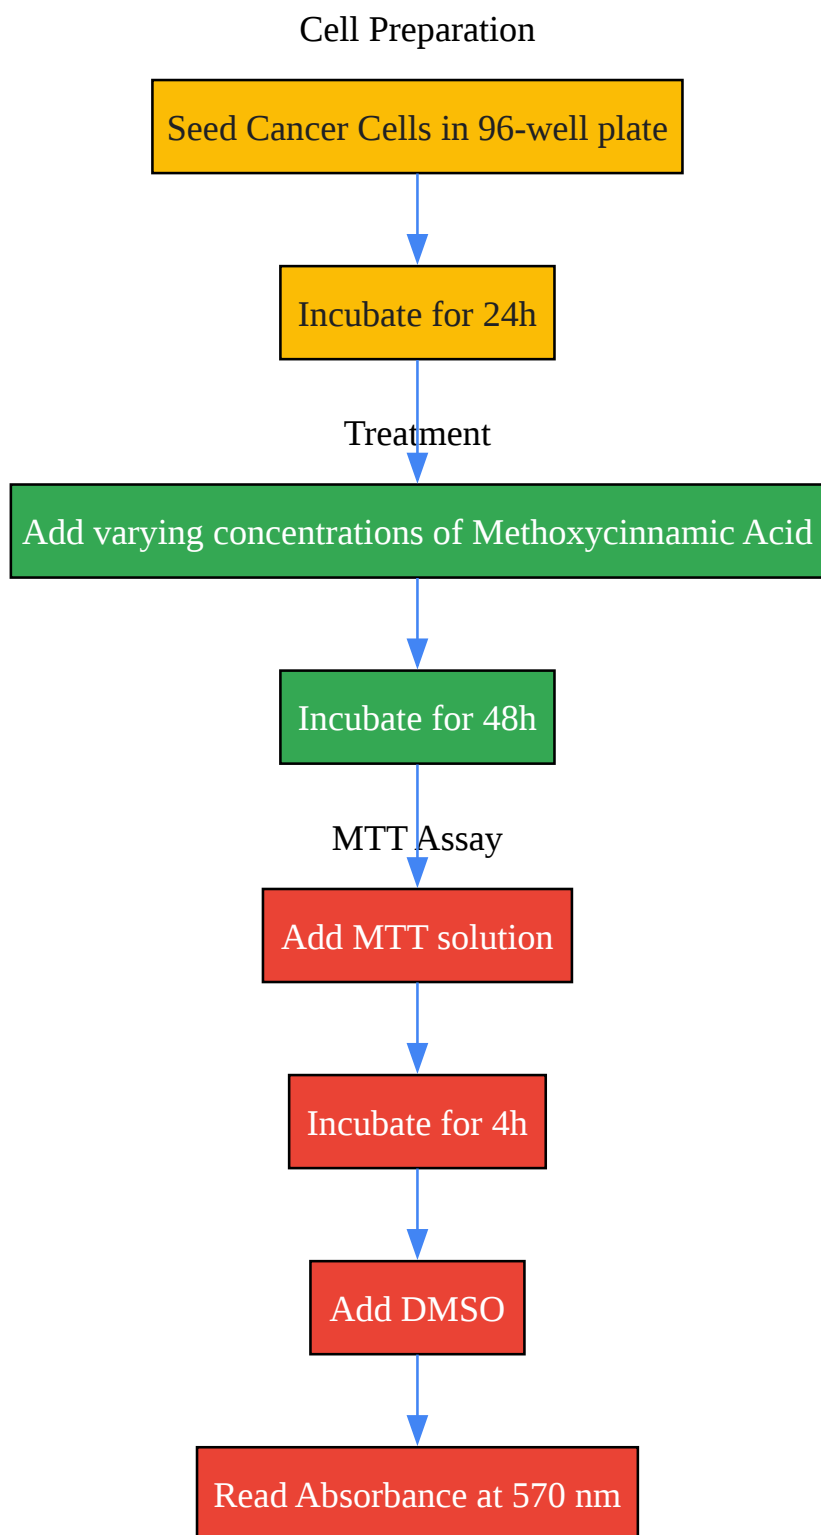 Cell Preparation
Seed Cancer Cells in 96-well plate
Incubate for 24h
Treatment
Add varying concentrations of Methoxycinnamic Acid
Incubate for 48h
MTT Assay
Add MTT solution
Incubate for 4h
Add DMSO
Read Absorbance at 570 nm